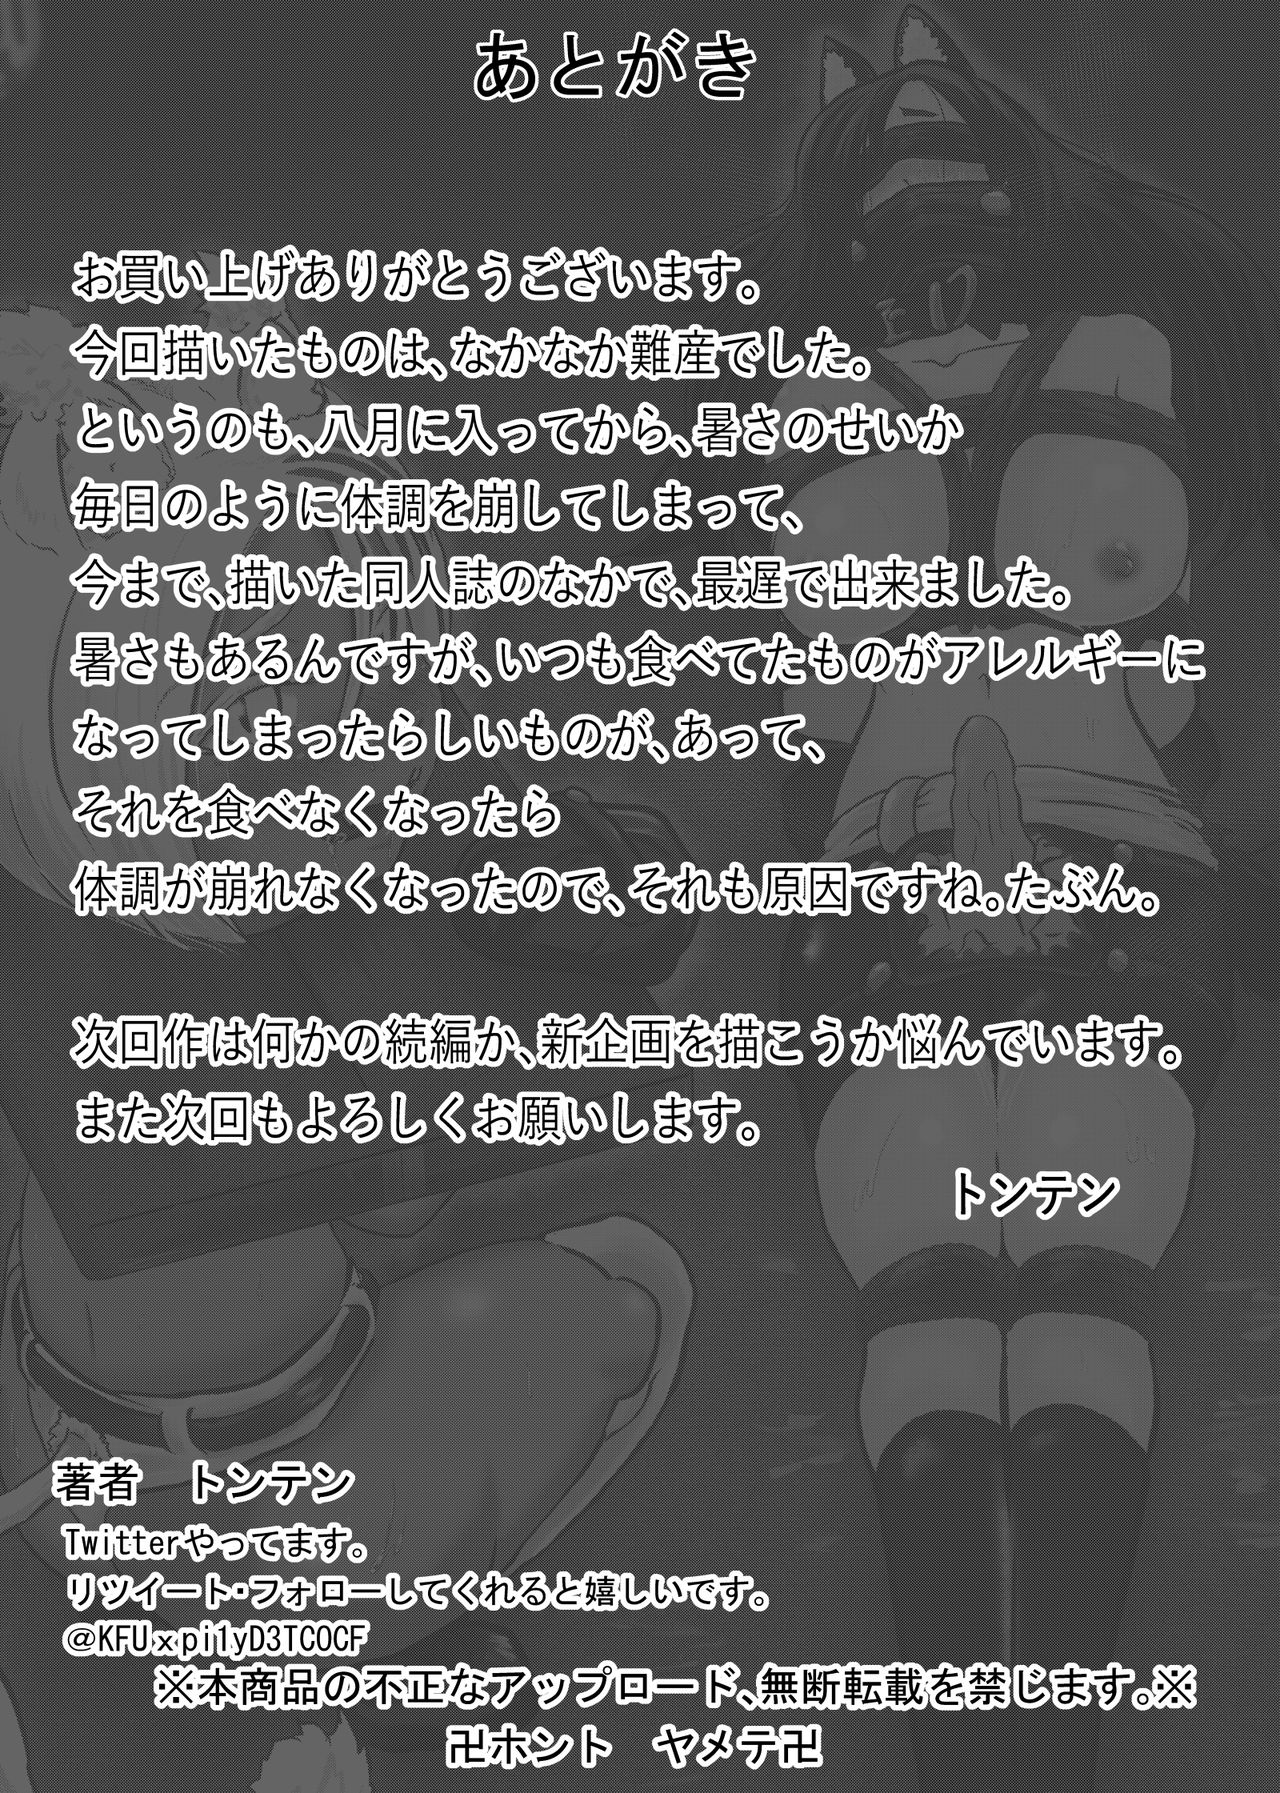 あとがき
お買い上げありがとうございます。
今回描いたものは、なかなか難産でした。
というのも、八月に入ってから、暑さのせいか
毎日のように体調を崩してしまって、
今まで、描いた同人誌のなかで、最遅で出来ました。
暑さもあるんですが、いつも食べてたものがアレルギーに
なってしまったらしいものが、あって、
それを食べなくなったら
体調が崩れなくなったので、それも原因ですね。たぶん。
次回作は何かの続編か、新企画を描こうか悩んでいます。
また次回もよろしくお願いします。
トンテン
著者　トンテン
Twitterやってます。
リツイート・フォローしてくれると嬉しいです。
@KFUxpi1yD3TCOCF
※本商品の不正なアップロード、無断転載を禁じます。※
卍ホント　ヤメテ卍